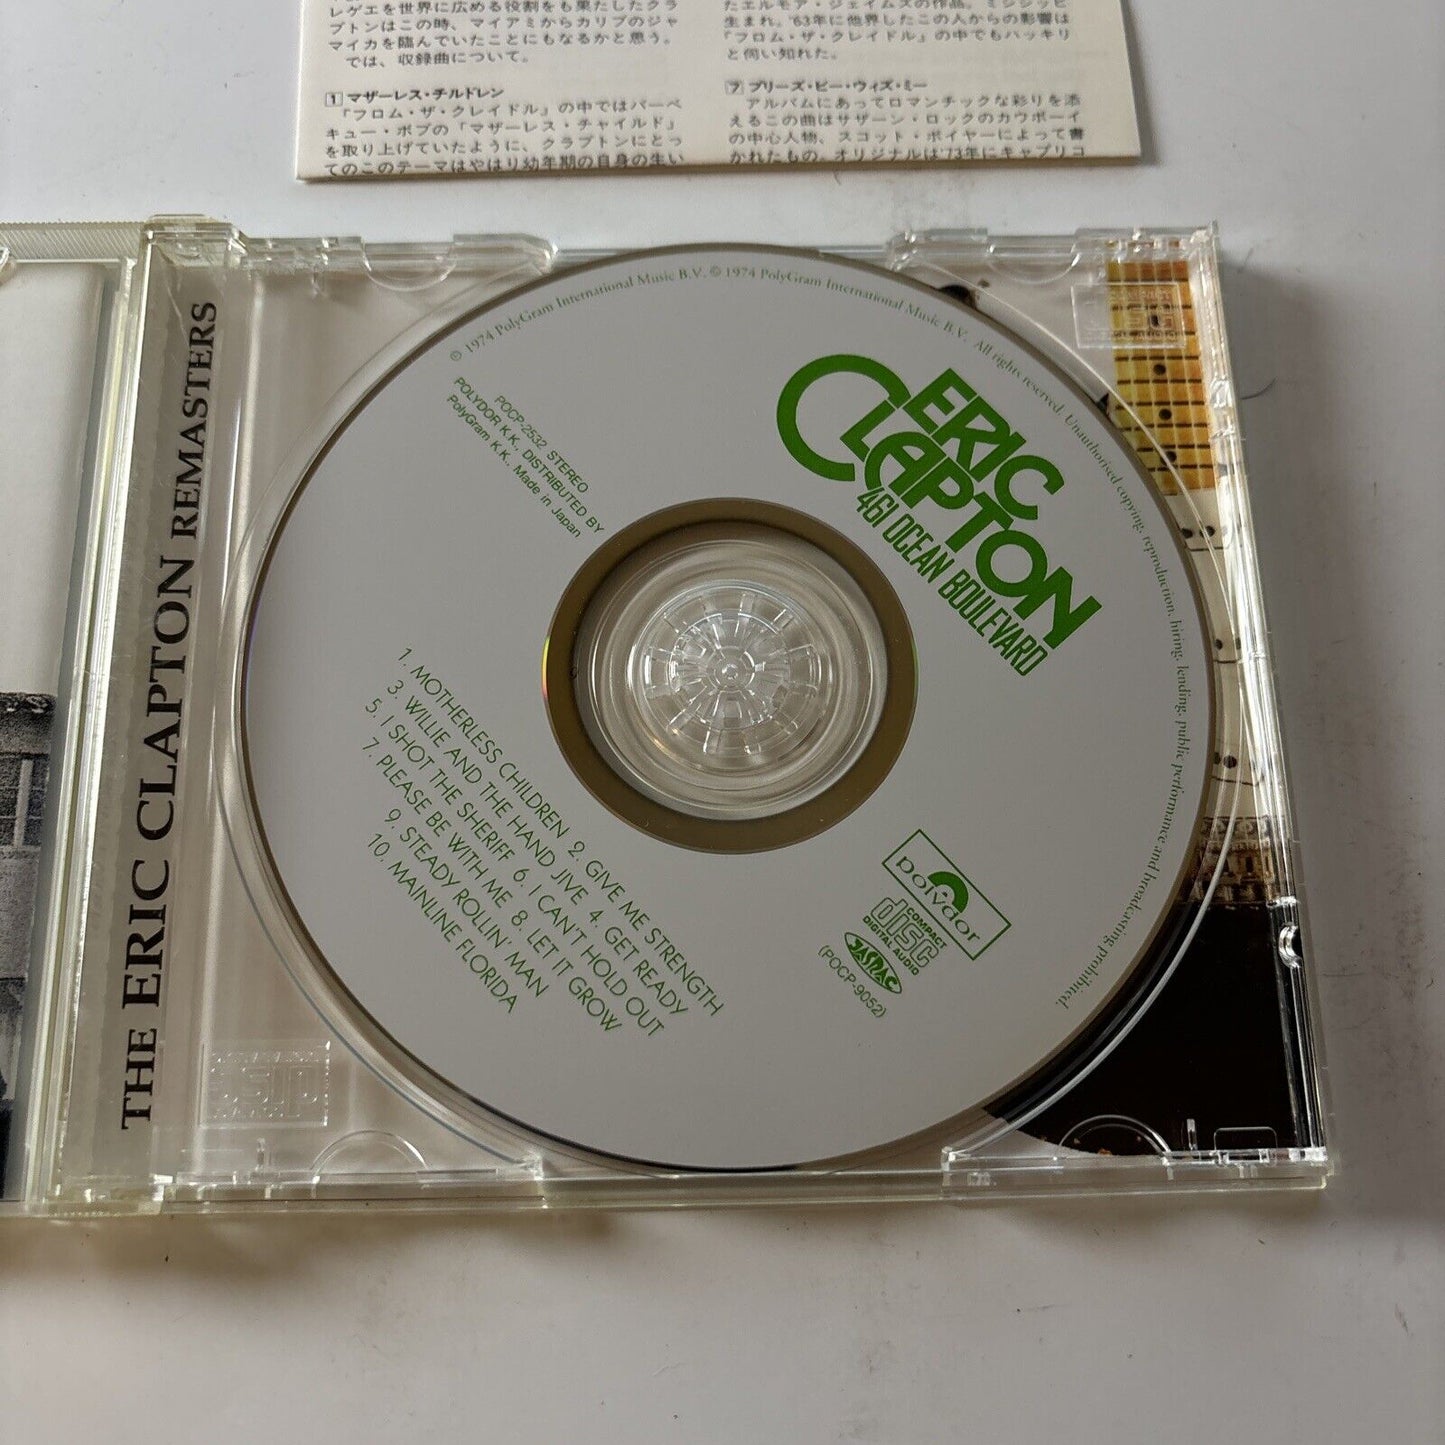 レゲエを世界に広める役割をも果たしたクラ
プトンはこの時、マイアミからカリブのジャ
マイカを臨んでいたことにもなるかと思う。
では、収録曲について。
1 マザーレス・チルドレン
「フロム・ザ・クレイドル」の中ではバーベ
キュー・ボブの「マザーレス・チャイルド」
を取り上げていたように、クラプトンにとっ
てのこのテーマはやはり幼年期の自身の生い
たエルモア・ジェイムズの作品。ミシシッピ
生まれ。'63年に他界したこの人からの影響は
「フロム・ザ・クレイドル」の中でもハッキリ
と伺い知れた。
7 プリーズ・ビー・ウィズ・ミー
アルバムにあってロマンチックな彩りを添
えるこの曲はサザーン・ロックのカウボーイ
の中心人物、スコット・ボイヤーによって書
かれたもの。オリジナルは'73年にキャプリコ
THE ERIC CLAPTON REMASTERS
℗ 1974 PolyGram International Music B.V. © 1974 PolyGram International Music B.V. All rights reserved. Unauthorised copying, reproduction, hiring, lending, public performance and broadcasting prohibited.
ERIC
CLAPTON
461 OCEAN BOULEVARD
POCP-2532 STEREO
POLYDOR K.K. DISTRIBUTED BY
PolyGram K.K. Made in Japan
1. MOTHERLESS CHILDREN 2. GIVE ME STRENGTH
3. WILLIE AND THE HAND JIVE 4. GET READY
5. I SHOT THE SHERIFF 6. I CAN'T HOLD OUT
7. PLEASE BE WITH ME 8. LET IT GROW
9. STEADY ROLLIN' MAN
10. MAINLINE FLORIDA
polydor
COMPACT
disc
DIGITAL AUDIO
JASRAC
(POCP-9052)